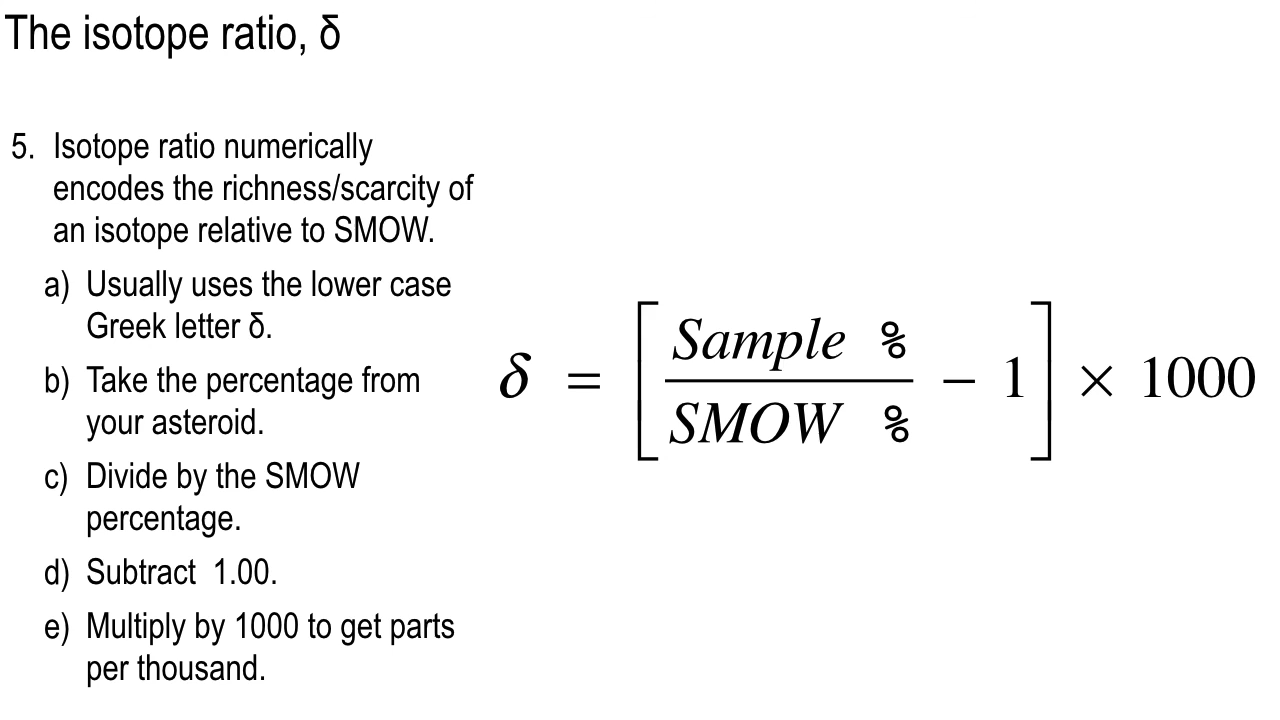 The isotope ratio, δ
5. Isotope ratio numerically
encodes the richness/scarcity of
an isotope relative to SMOW.
a) Usually uses the lower case
Greek letter δ.
b) Take the percentage from
your asteroid.
c) Divide by the SMOW
percentage.
d) Subtract 1.00.
e) Multiply by 1000 to get parts
per thousand.
δ = [ Sample % / SMOW % − 1 ] × 1000